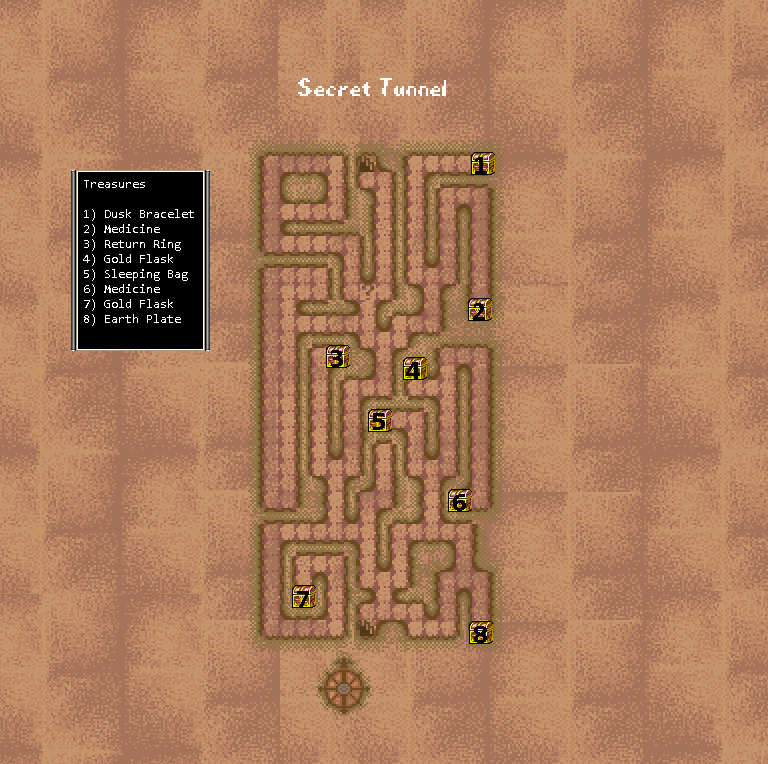 Secret Tunnel
Treasures
1) Dusk Bracelet
2) Medicine
3) Return Ring
4) Gold Flask
5) Sleeping Bag
6) Medicine
7) Gold Flask
8) Earth Plate
1
2
3
4
5
6
7
8